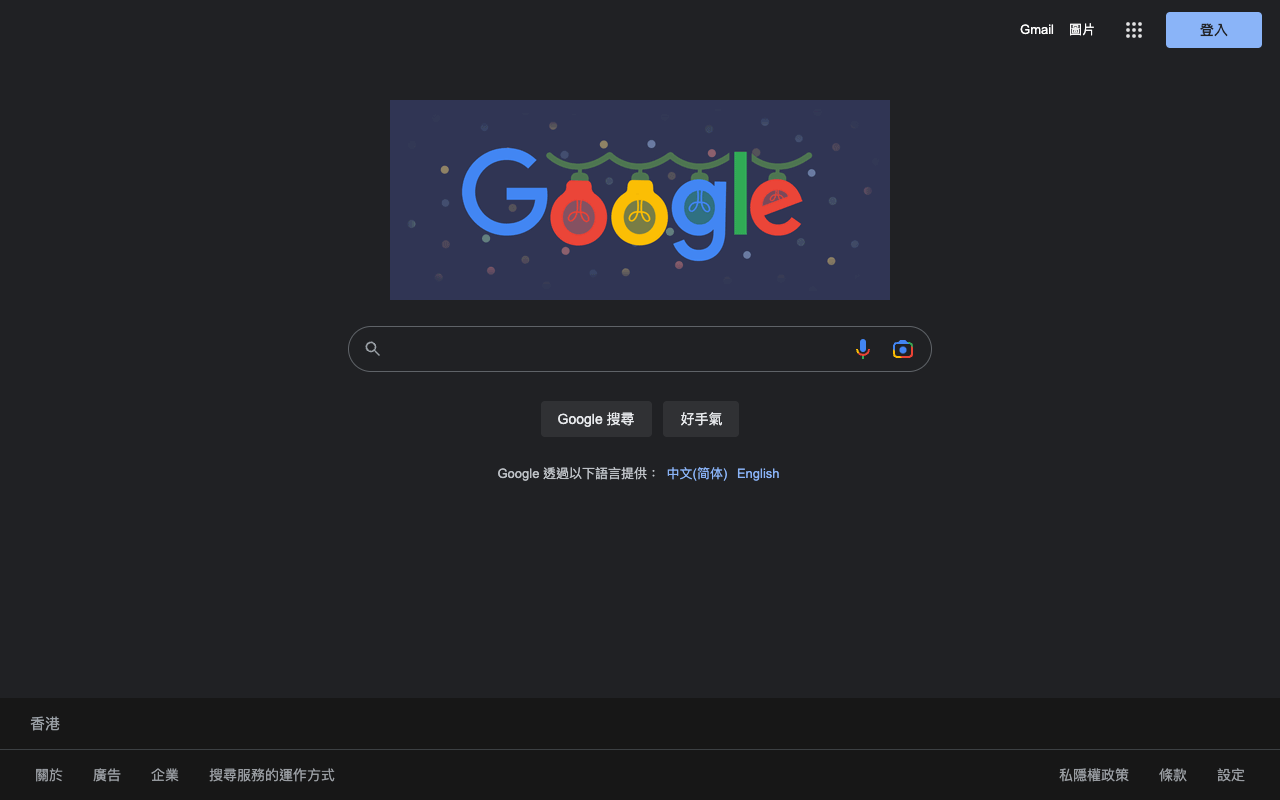 Gmail 圖片 登入
Google
Google 搜尋 好手氣
Google 透過以下語言提供： 中文(简体) English
香港
關於 廣告 企業 搜尋服務的運作方式 私隱權政策 條款 設定